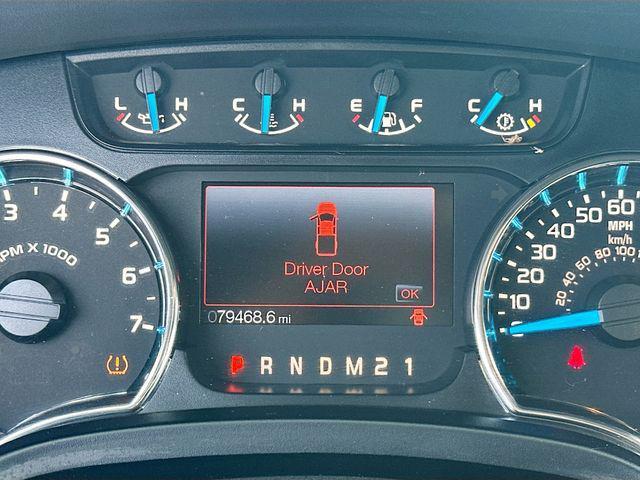 L H
C H
E F
C H
3
4
5
6
7
RPM X 1000
Driver Door
AJAR
OK
079468.6 mi
P R N D M 2 1
0
10
20
30
40
50
60
MPH
km/h
20
40
60
80
100